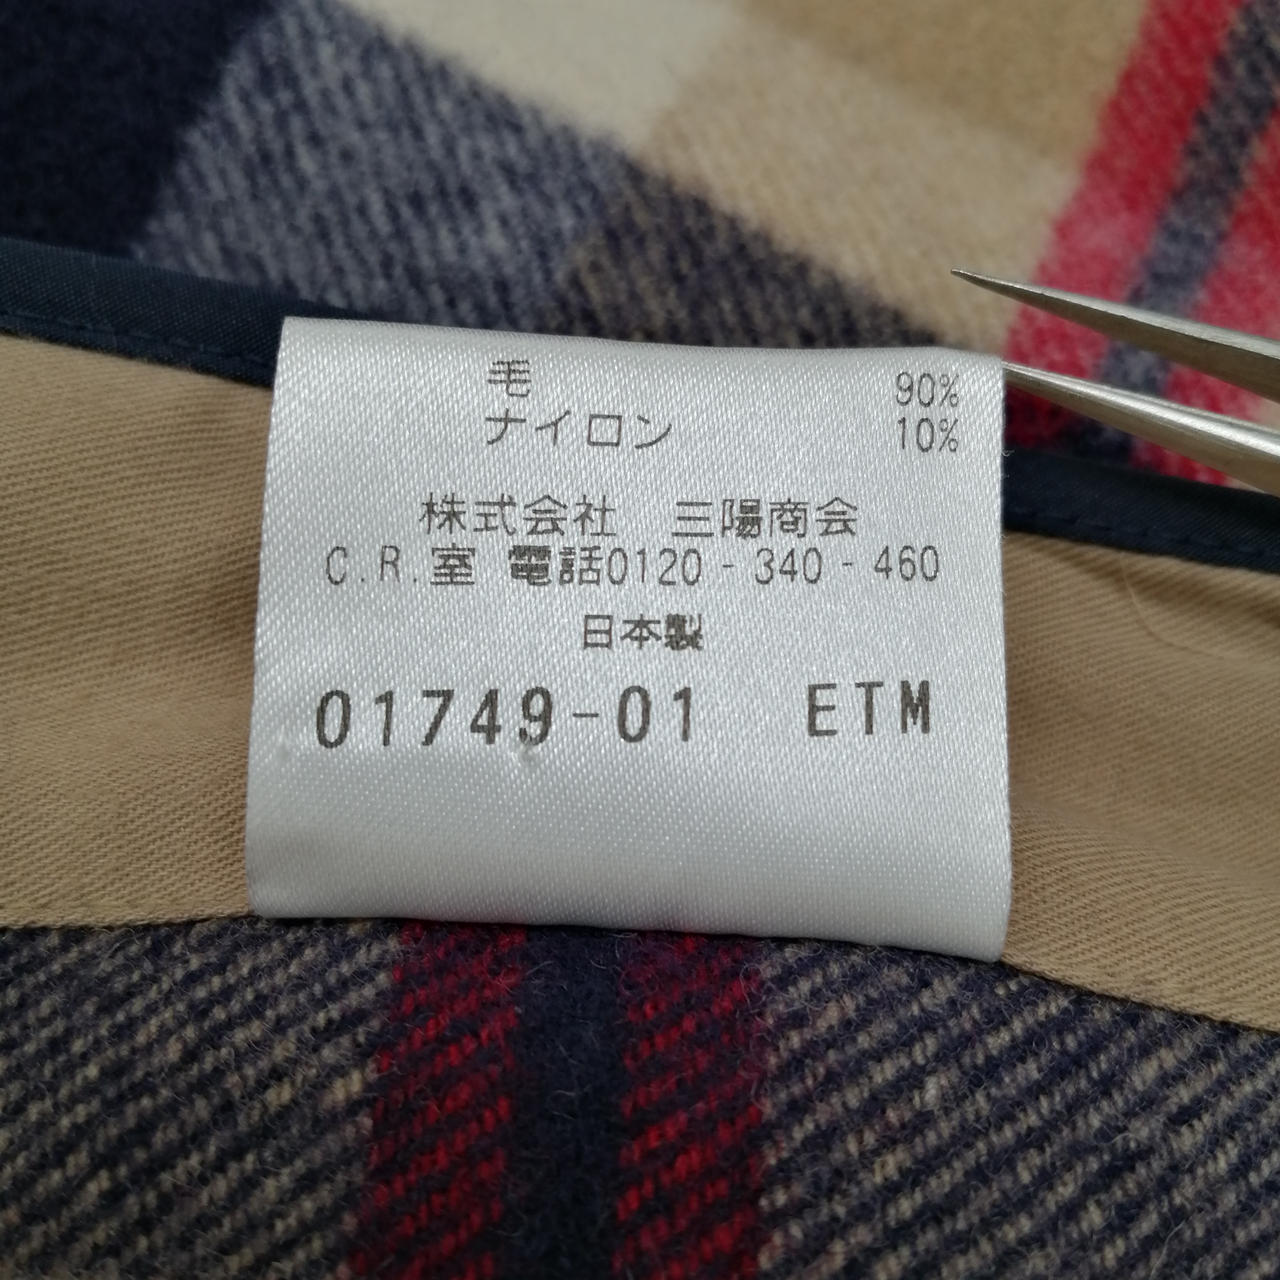 毛 90%
ナイロン 10%
株式会社 三陽商会
C.R.室 電話0120-340-460
日本製
01749-01 ETM